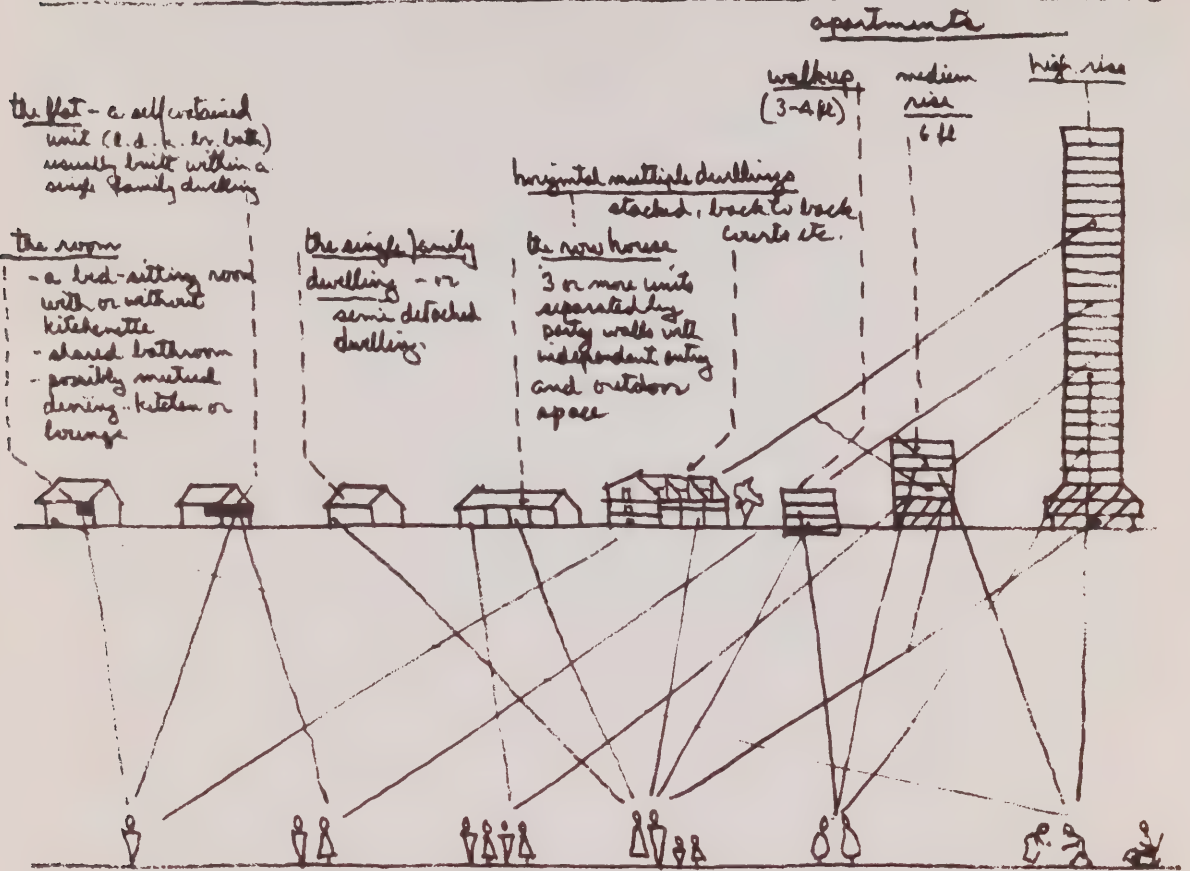 apartments
walkup
(3-4 fl)
medium
rise
6 fl
high rise
the flat - a self contained
unit (l.d.k. br. bath)
usually built within a
single family dwelling
horizontal multiple dwellings
stacked, back to back
courts etc.
the room
- a bed-sitting room
with or without
kitchenette
- shared bathroom
- possibly mutual
dining-kitchen or
lounge
the single family
dwelling - or
semi detached
dwelling.
the row house
3 or more units
separated by
party walls with
independent entry
and outdoor
space